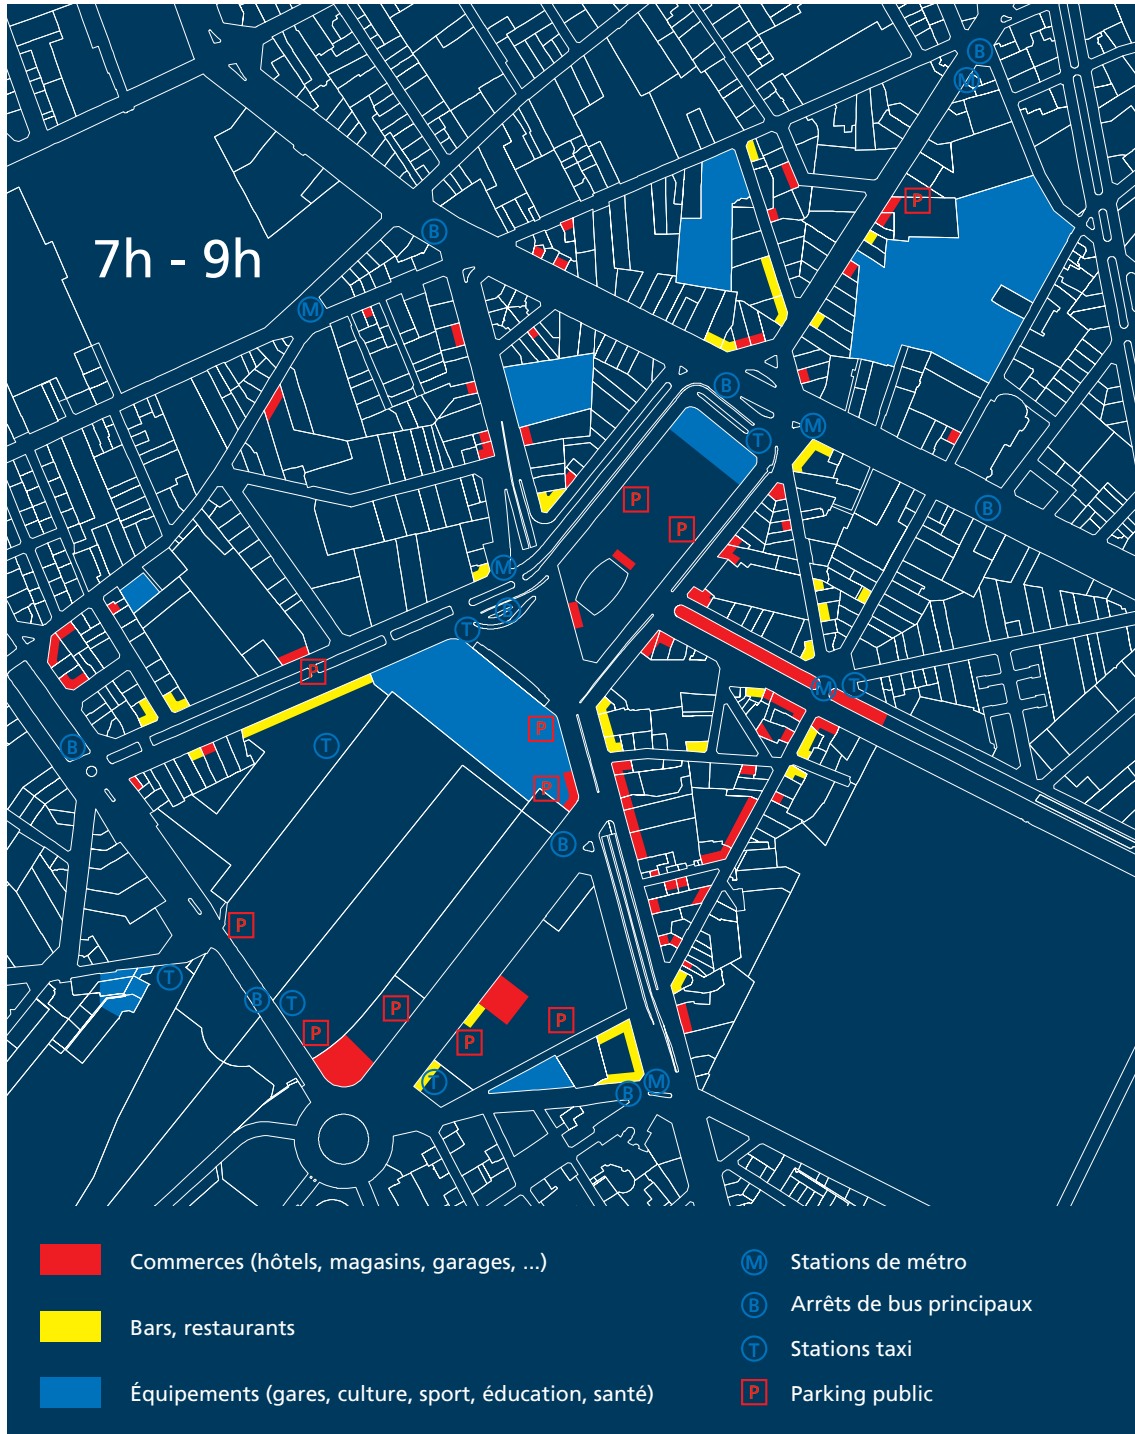 B
M
P
7h - 9h
B
M
B
M
T
P
B
P
M
B
T
P
M
T
P
B
T
P
B
P
T
B
T
P
P
P
P
T
M
B
Commerces (hôtels, magasins, garages, ...)
Bars, restaurants
Équipements (gares, culture, sport, éducation, santé)
M Stations de métro
B Arrêts de bus principaux
T Stations taxi
P Parking public